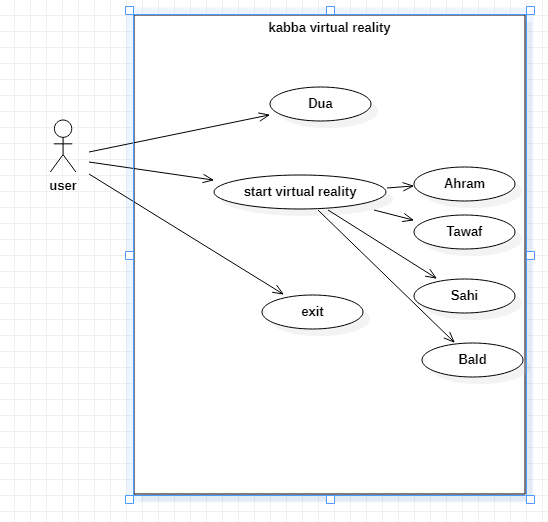 kabba virtual reality
Dua
user
start virtual reality
Ahram
Tawaf
Sahi
exit
Bald